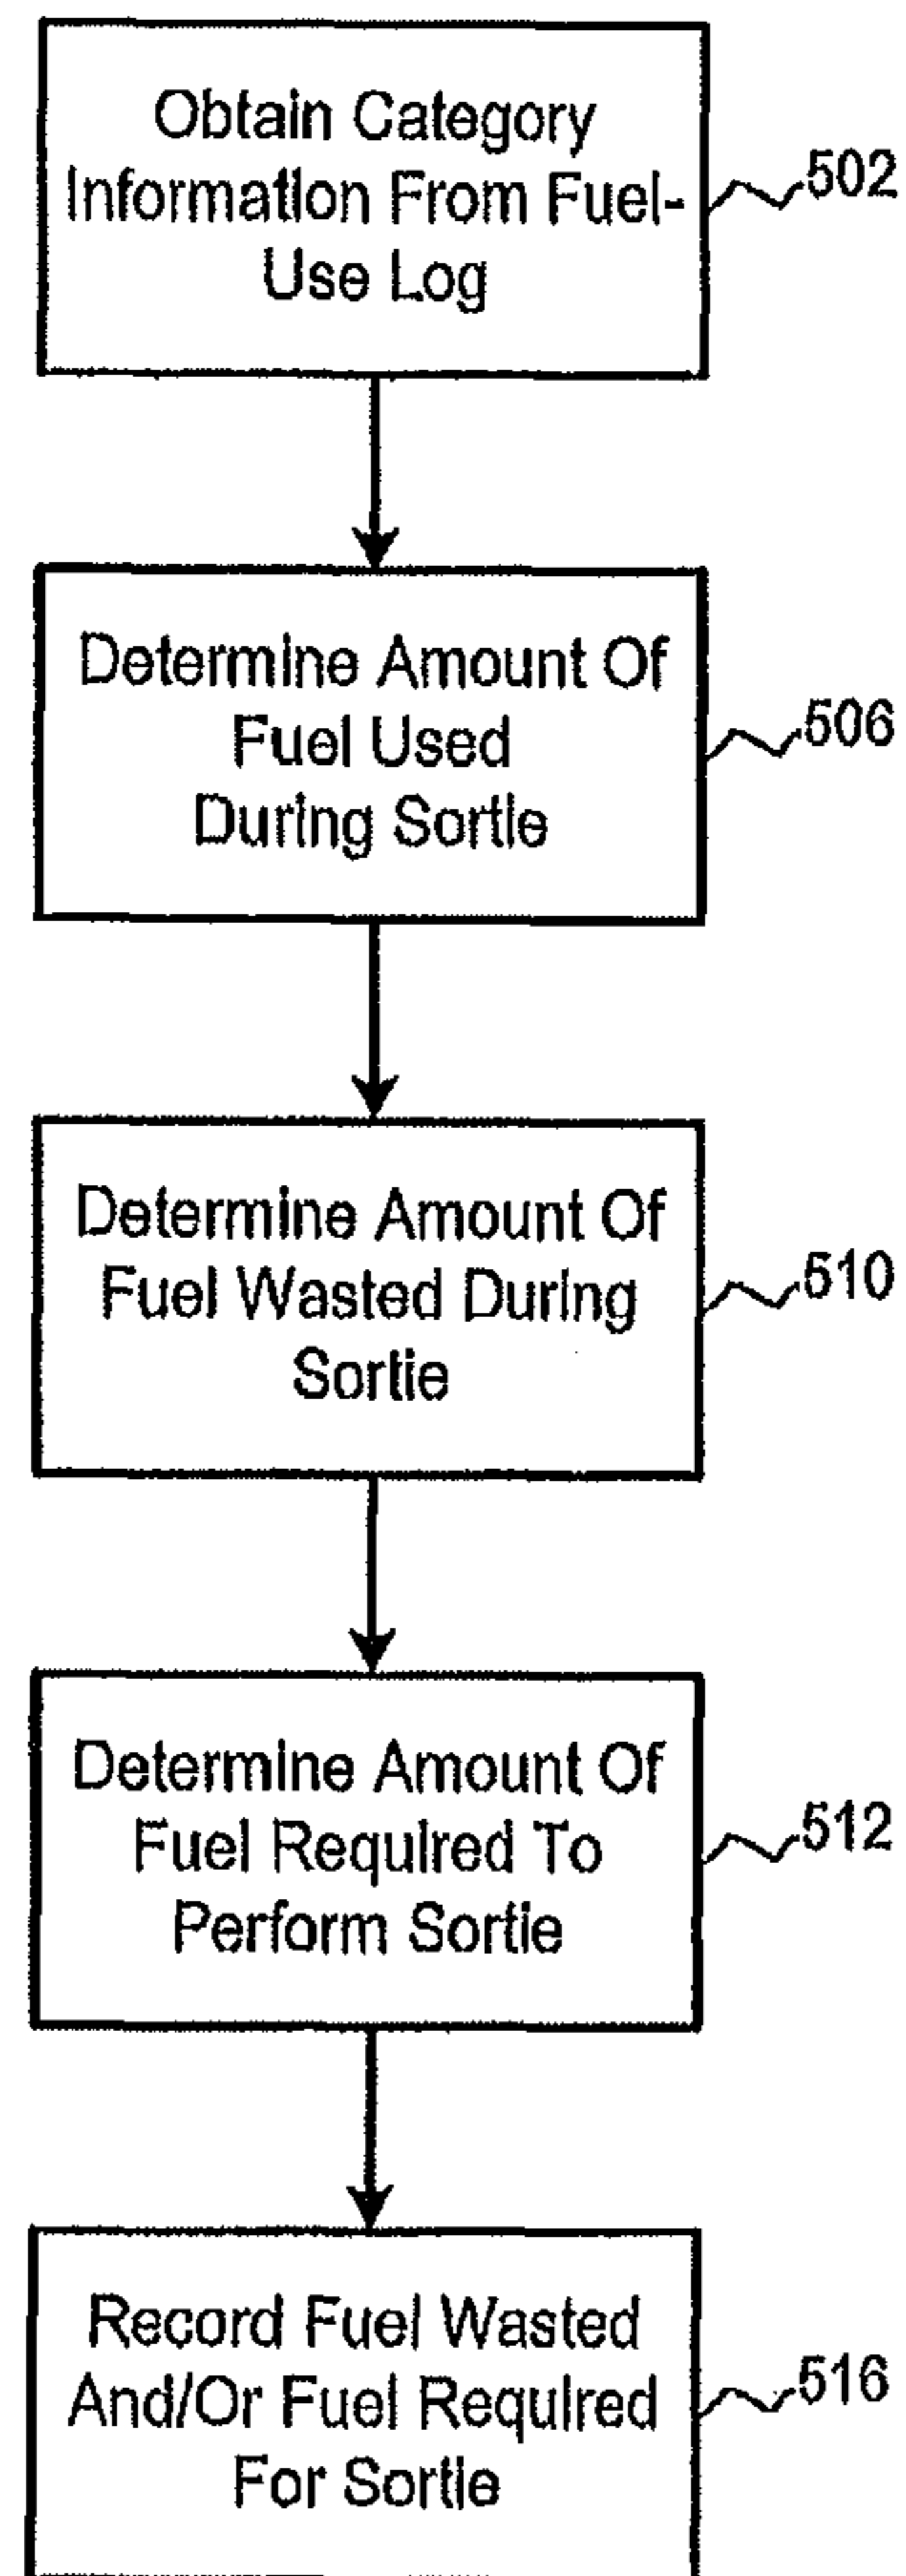 Obtain Category
Information From Fuel-
Use Log
502
Determine Amount Of
Fuel Used
During Sortie
506
Determine Amount Of
Fuel Wasted During
Sortie
510
Determine Amount Of
Fuel Required To
Perform Sortie
512
Record Fuel Wasted
And/Or Fuel Required
For Sortie
516